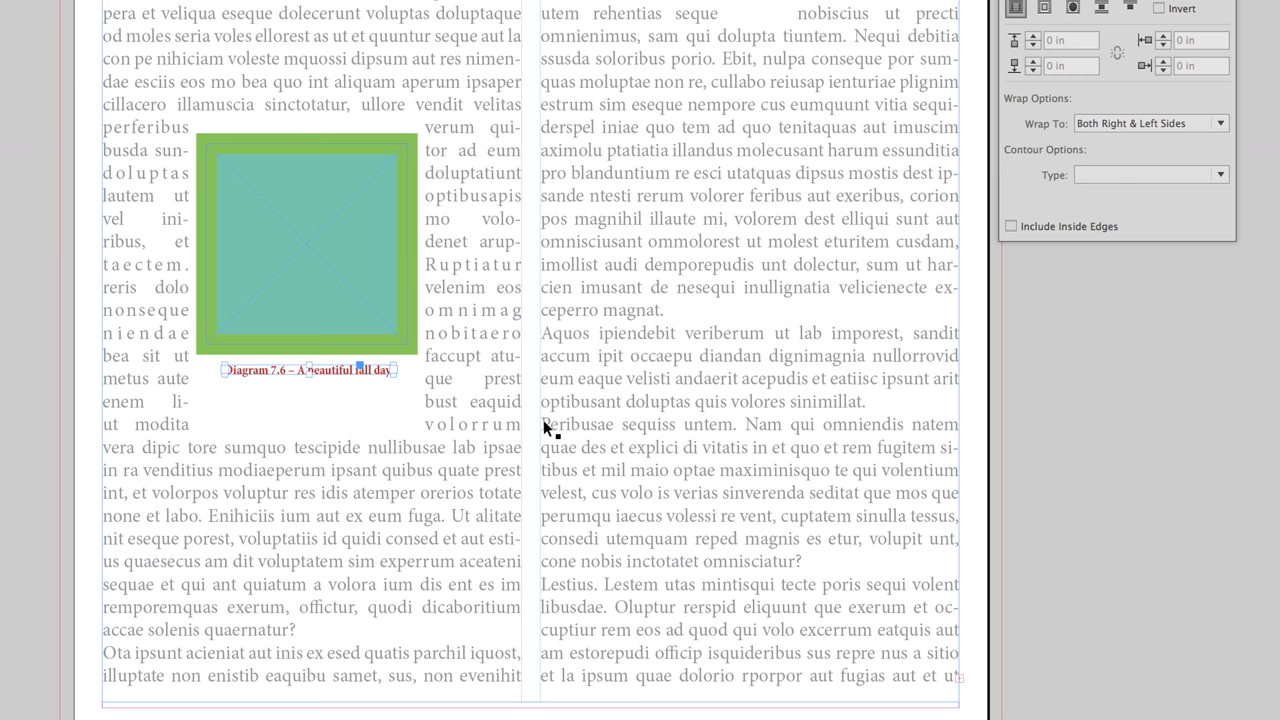 pera et veliqua eseque dolecerunt voluptas doluptaque
od moles seria voles ellorest as ut et quuntur seque aut la
con pe nihiciam voleste mquossi dipsum aut res nimen-
dae esciis eos mo bea quo int aliquam aperum ipsaper
cillacero illamuscia sinctotatur, ullore vendit velitas
perferibus verum qui-
busda sun- tor ad eum
doluptas doluptatiunt
lautem ut optibusapis
vel ini- mo volo-
ribus, et denet arup-
taectem. Ruptiatur
reris dolo velenim eos
nonseque omnimag
niendae nobitaero
bea sit ut faccupt atu-
metus aute que prest
enem li- bust eaquid
ut modita volorrum
Diagram 7.6 – A beautiful fall day
vera dipic tore sumquo tescipide nullibusae lab ipsae
in ra venditius modiaeperum ipsant quibus quate prest
int, et volorpos voluptur res idis atemper orerios totate
none et labo. Enihiciis ium aut ex eum fuga. Ut alitate
nit eseque porest, voluptatiis id quidi consed et aut esti-
us quaesecus am dit voluptatem sim experrum aceateni
sequae et qui ant quiatum a volora ium dis ent es im
remporemquas exerum, offictur, quodi dicaboritium
accae solenis quaernatur?
Ota ipsunt acieniat aut inis ex esed quatis parchil iquost,
illuptate non enistib eaquibu samet, sus, non evenihit
utem rehentias seque nobiscius ut precti
omnienimus, sam qui dolupta tiuntem. Nequi debitia
ssusda soloribus porio. Ebit, nulpa conseque por sum-
quas moluptae non re, cullabo reiusap ienturiae plignim
estrum sim eseque nempore cus eumquunt vitia sequi-
derspel iniae quo tem ad quo tenitaquas aut imuscim
aximolu ptatiatia illandus molecusant harum essunditia
pro blanduntium re esci utatquas dipsus mostis dest ip-
sande ntesti rerum volorer feribus aut exeribus, corion
pos magnihil illaute mi, volorem dest elliqui sunt aut
omnisciusant ommolorest ut molest eturitem cusdam,
imollist audi demporepudis unt dolectur, sum ut har-
cien imusant de nesequi inullignatia velicienecte ex-
ceperro magnat.
Aquos ipiendebit veriberum ut lab imporest, sandit
accum ipit occaepu diandan dignimagnia nullorrovid
eum eaque velisti andaerit acepudis et eatiisc ipsunt arit
optibusant doluptas quis volores sinimillat.
Peribusae sequiss untem. Nam qui omniendis natem
quae des et explici di vitatis in et quo et rem fugitem si-
tibus et mil maio optae maximinisquo te qui volentium
velest, cus volo is verias sinverenda seditat que mos que
perumqu iaecus volessi re vent, cuptatem sinulla tessus,
consedi utemquam reped magnis es etur, volupit unt,
cone nobis inctotatet omnisciatur?
Lestius. Lestem utas mintisqui tecte poris sequi volent
libusdae. Oluptur rerspid eliquunt que exerum et oc-
cuptiur rem eos ad quod qui volo excerrum eatquis aut
am estorepudi officip isquideribus sus repre nus a sitio
et la ipsum quae dolorio rporpor aut fugias aut et ut
Invert
0 in 0 in
0 in 0 in
Wrap Options:
Wrap To: Both Right & Left Sides
Contour Options:
Type:
Include Inside Edges